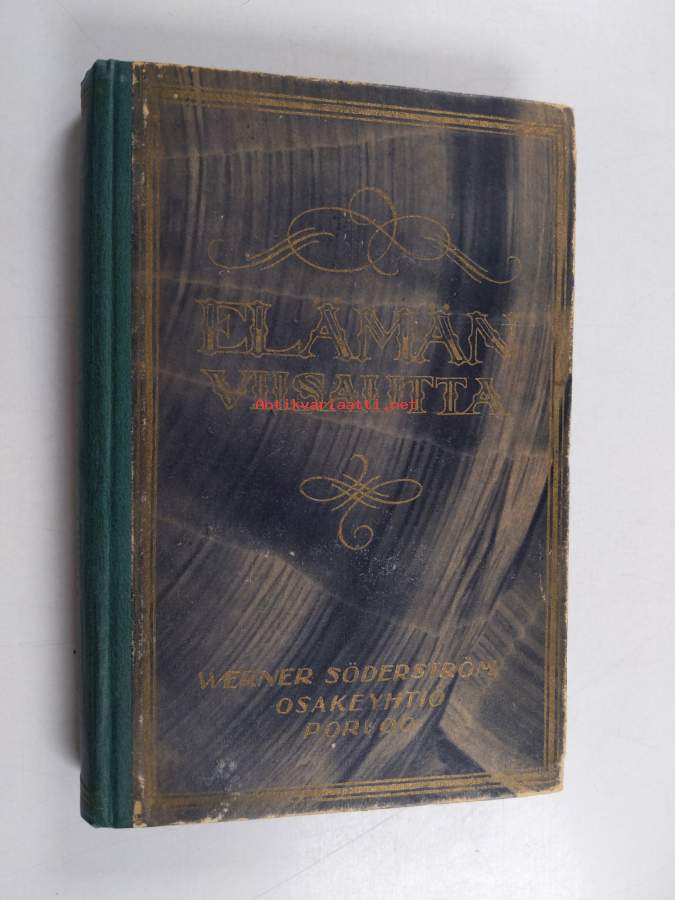 ELÄMÄN
VIISAUTTA
Antikvariaatti.net
WERNER SÖDERSTRÖM
OSAKEYHTIÖ
PORVOO